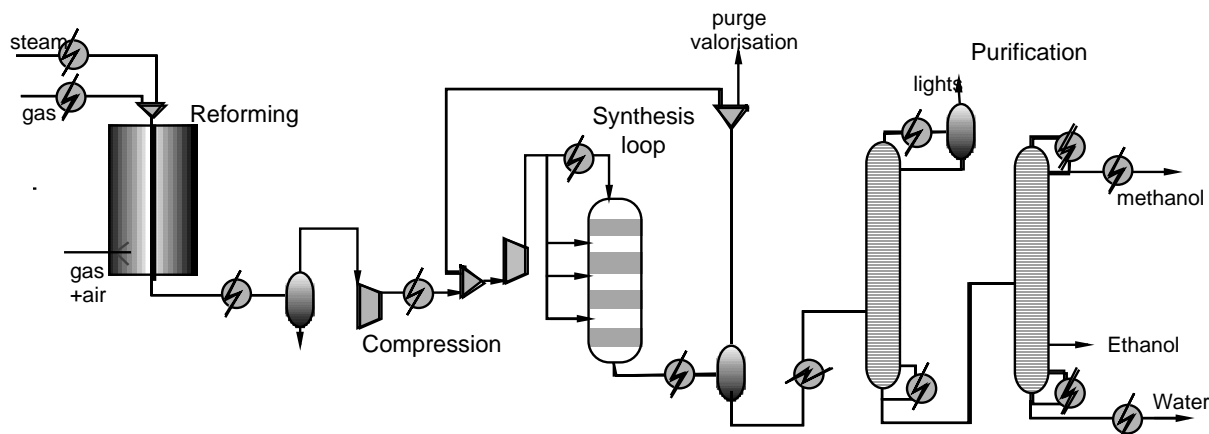 purge
valorisation
Purification
steam
lights
gas
Reforming
Synthesis
loop
methanol
gas
+air
Compression
Ethanol
Water